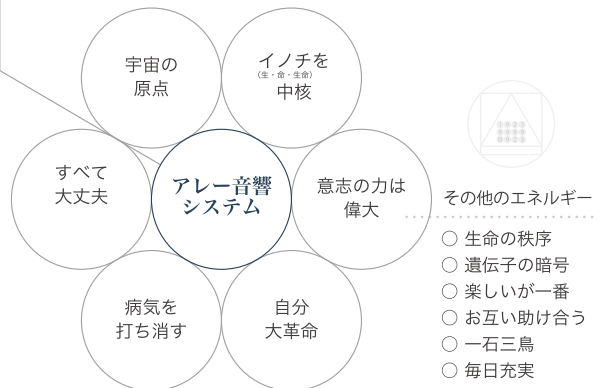 宇宙の
原点
イノチを
（生・命・生命）
中核
すべて
大丈夫
アレー音響
システム
意志の力は
偉大
病気を
打ち消す
自分
大革命
その他のエネルギー
○ 生命の秩序
○ 遺伝子の暗号
○ 楽しいが一番
○ お互い助け合う
○ 一石三鳥
○ 毎日充実